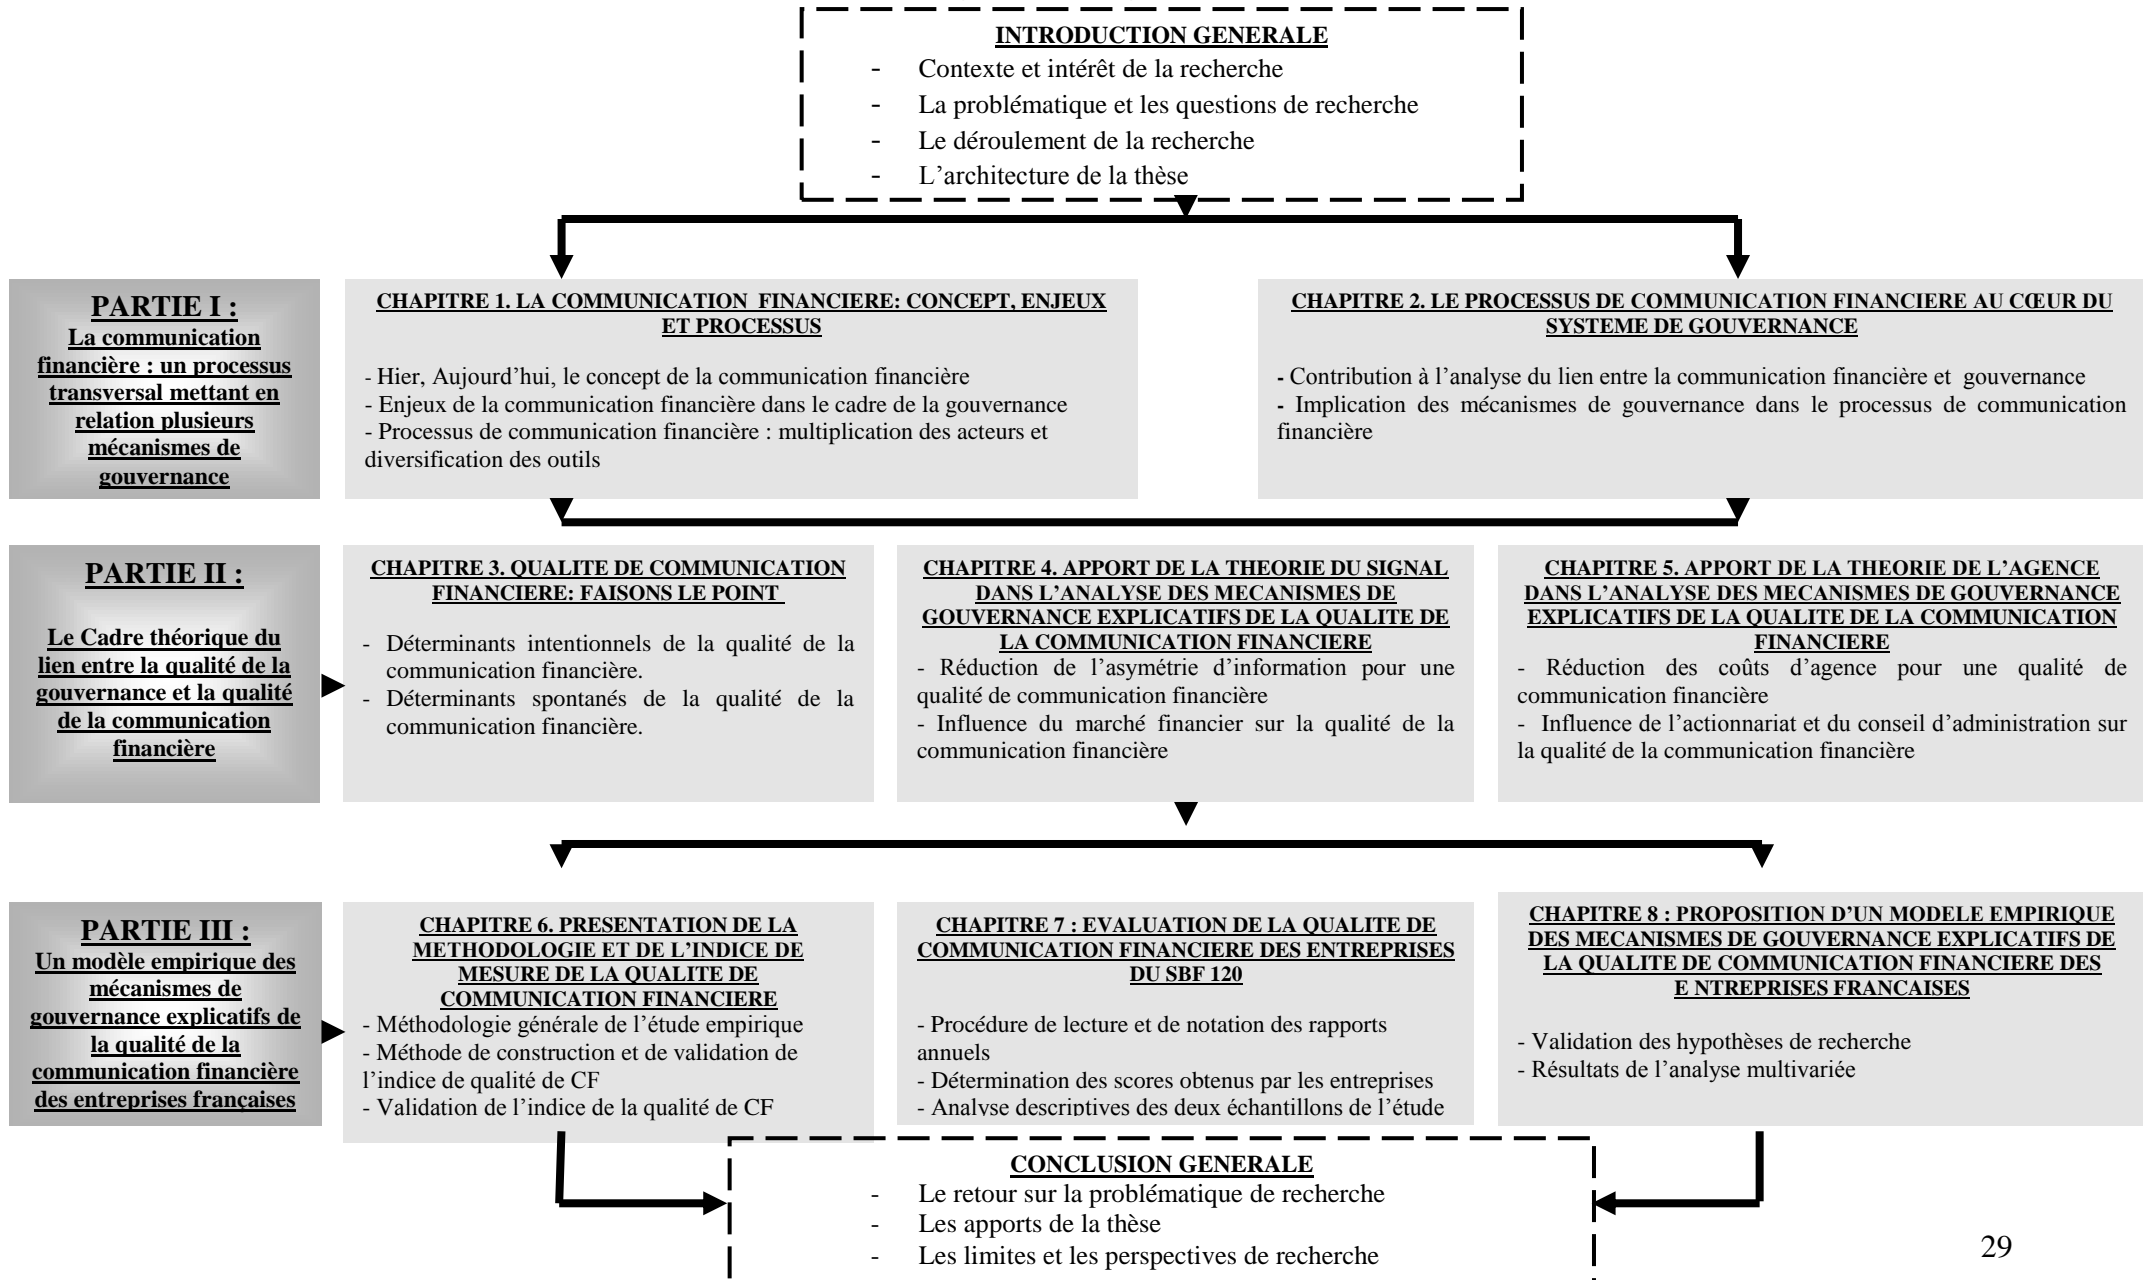 INTRODUCTION GENERALE
- Contexte et intérêt de la recherche
- La problématique et les questions de recherche
- Le déroulement de la recherche
- L’architecture de la thèse
PARTIE I :
La communication
financière : un processus
transversal mettant en
relation plusieurs
mécanismes de
gouvernance
CHAPITRE 1. LA COMMUNICATION FINANCIERE: CONCEPT, ENJEUX
ET PROCESSUS
- Hier, Aujourd’hui, le concept de la communication financière
- Enjeux de la communication financière dans le cadre de la gouvernance
- Processus de communication financière : multiplication des acteurs et
diversification des outils
CHAPITRE 2. LE PROCESSUS DE COMMUNICATION FINANCIERE AU CŒUR DU
SYSTEME DE GOUVERNANCE
- Contribution à l’analyse du lien entre la communication financière et gouvernance
- Implication des mécanismes de gouvernance dans le processus de communication
financière
PARTIE II :
Le Cadre théorique du
lien entre la qualité de la
gouvernance et la qualité
de la communication
financière
CHAPITRE 3. QUALITE DE COMMUNICATION
FINANCIERE: FAISONS LE POINT
- Déterminants intentionnels de la qualité de la
communication financière.
- Déterminants spontanés de la qualité de la
communication financière.
CHAPITRE 4. APPORT DE LA THEORIE DU SIGNAL
DANS L’ANALYSE DES MECANISMES DE
GOUVERNANCE EXPLICATIFS DE LA QUALITE DE
LA COMMUNICATION FINANCIERE
- Réduction de l’asymétrie d’information pour une
qualité de communication financière
- Influence du marché financier sur la qualité de la
communication financière
CHAPITRE 5. APPORT DE LA THEORIE DE L’AGENCE
DANS L’ANALYSE DES MECANISMES DE GOUVERNANCE
EXPLICATIFS DE LA QUALITE DE LA COMMUNICATION
FINANCIERE
- Réduction des coûts d’agence pour une qualité de
communication financière
- Influence de l’actionnariat et du conseil d’administration sur
la qualité de la communication financière
PARTIE III :
Un modèle empirique des
mécanismes de
gouvernance explicatifs de
la qualité de la
communication financière
des entreprises françaises
CHAPITRE 6. PRESENTATION DE LA
METHODOLOGIE ET DE L’INDICE DE
MESURE DE LA QUALITE DE
COMMUNICATION FINANCIERE
- Méthodologie générale de l’étude empirique
- Méthode de construction et de validation de
l’indice de qualité de CF
- Validation de l’indice de la qualité de CF
CHAPITRE 7 : EVALUATION DE LA QUALITE DE
COMMUNICATION FINANCIERE DES ENTREPRISES
DU SBF 120
- Procédure de lecture et de notation des rapports
annuels
- Détermination des scores obtenus par les entreprises
- Analyse descriptives des deux échantillons de l’étude
CHAPITRE 8 : PROPOSITION D’UN MODELE EMPIRIQUE
DES MECANISMES DE GOUVERNANCE EXPLICATIFS DE
LA QUALITE DE COMMUNICATION FINANCIERE DES
E NTREPRISES FRANCAISES
- Validation des hypothèses de recherche
- Résultats de l’analyse multivariée
CONCLUSION GENERALE
- Le retour sur la problématique de recherche
- Les apports de la thèse
- Les limites et les perspectives de recherche
29